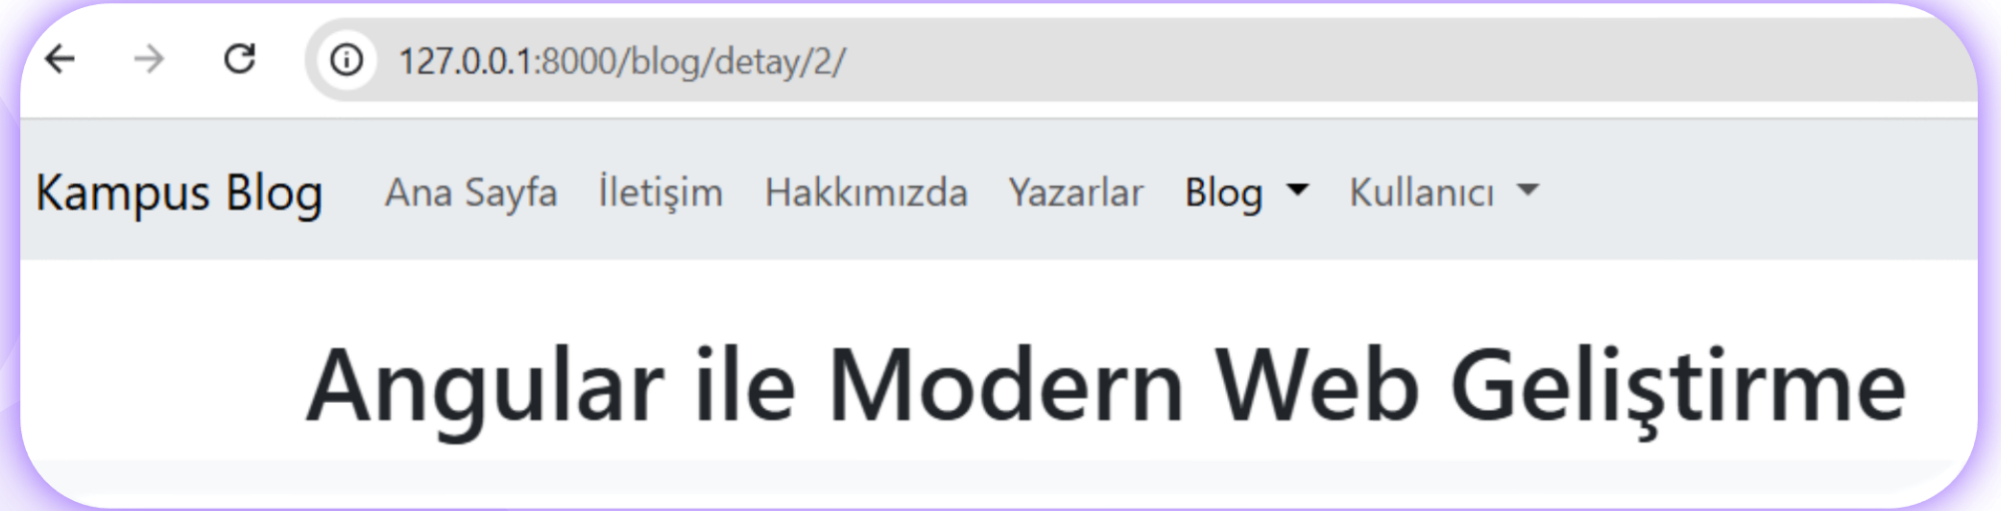 127.0.0.1:8000/blog/detay/2/
Kampus Blog Ana Sayfa İletişim Hakkımızda Yazarlar Blog Kullanıcı
Angular ile Modern Web Geliştirme